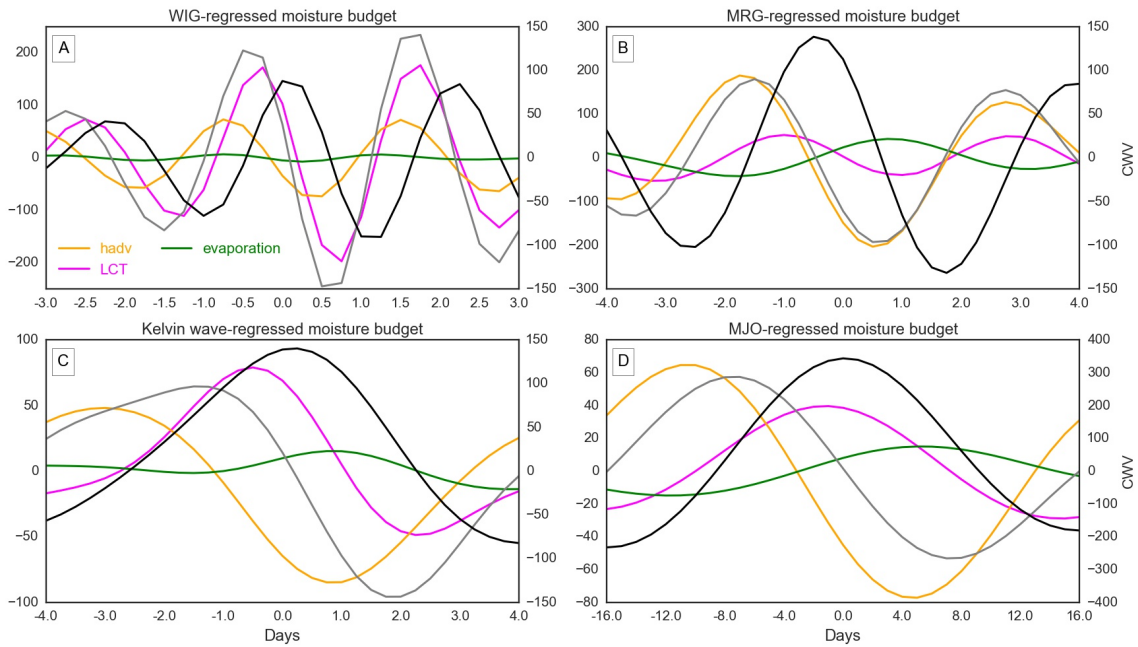 WIG-regressed moisture budget
A
200
100
0
−100
−200
150
100
50
0
−50
−100
−150
hadv
evaporation
LCT
-3.0 -2.5 -2.0 -1.5 -1.0 -0.5 0.0 0.5 1.0 1.5 2.0 2.5 3.0
MRG-regressed moisture budget
B
300
200
100
0
−100
−200
−300
150
100
50
0
−50
−100
−150
CWV
-4.0 -3.0 -2.0 -1.0 0.0 1.0 2.0 3.0 4.0
Kelvin wave-regressed moisture budget
C
100
50
0
−50
−100
150
100
50
0
−50
−100
−150
-4.0 -3.0 -2.0 -1.0 0.0 1.0 2.0 3.0 4.0
Days
MJO-regressed moisture budget
D
80
60
40
20
0
−20
−40
−60
−80
400
300
200
100
0
−100
−200
−300
−400
CWV
-16.0 -12.0 -8.0 -4.0 0.0 4.0 8.0 12.0 16.0
Days